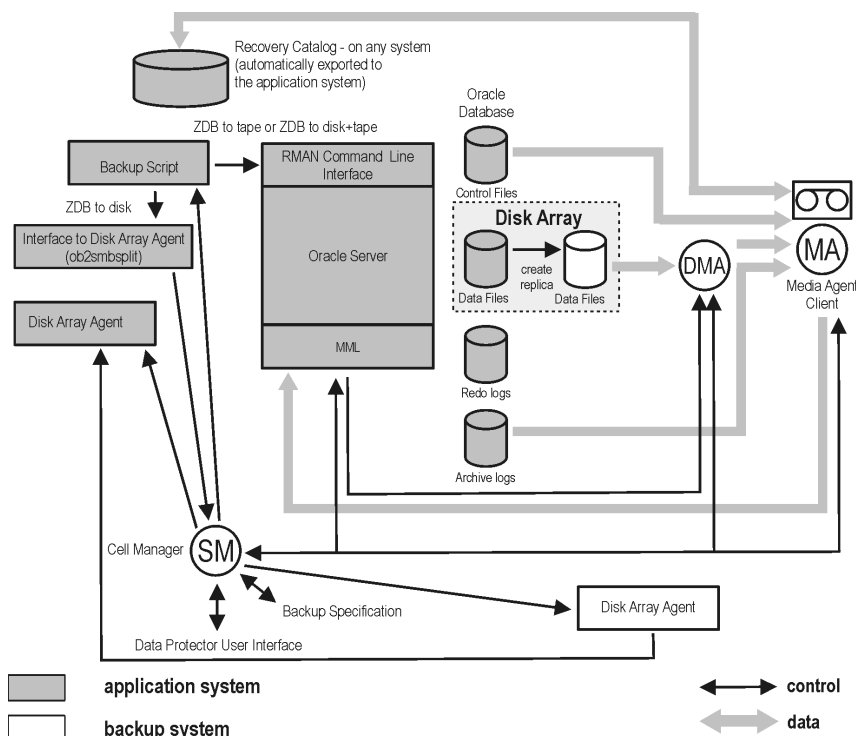 Recovery Catalog - on any system
(automatically exported to
the application system)
ZDB to tape or ZDB to disk+tape
Oracle
Database
Backup Script
RMAN Command Line
Interface
Control Files
ZDB to disk
Disk Array
Interface to Disk Array Agent
(ob2smbsplit)
Oracle Server
create
replica
Data Files
Data Files
DMA
MA
Media Agent
Client
Disk Array Agent
MML
Redo logs
Archive logs
Cell Manager
SM
Backup Specification
Disk Array Agent
Data Protector User Interface
application system
control
backup system
data